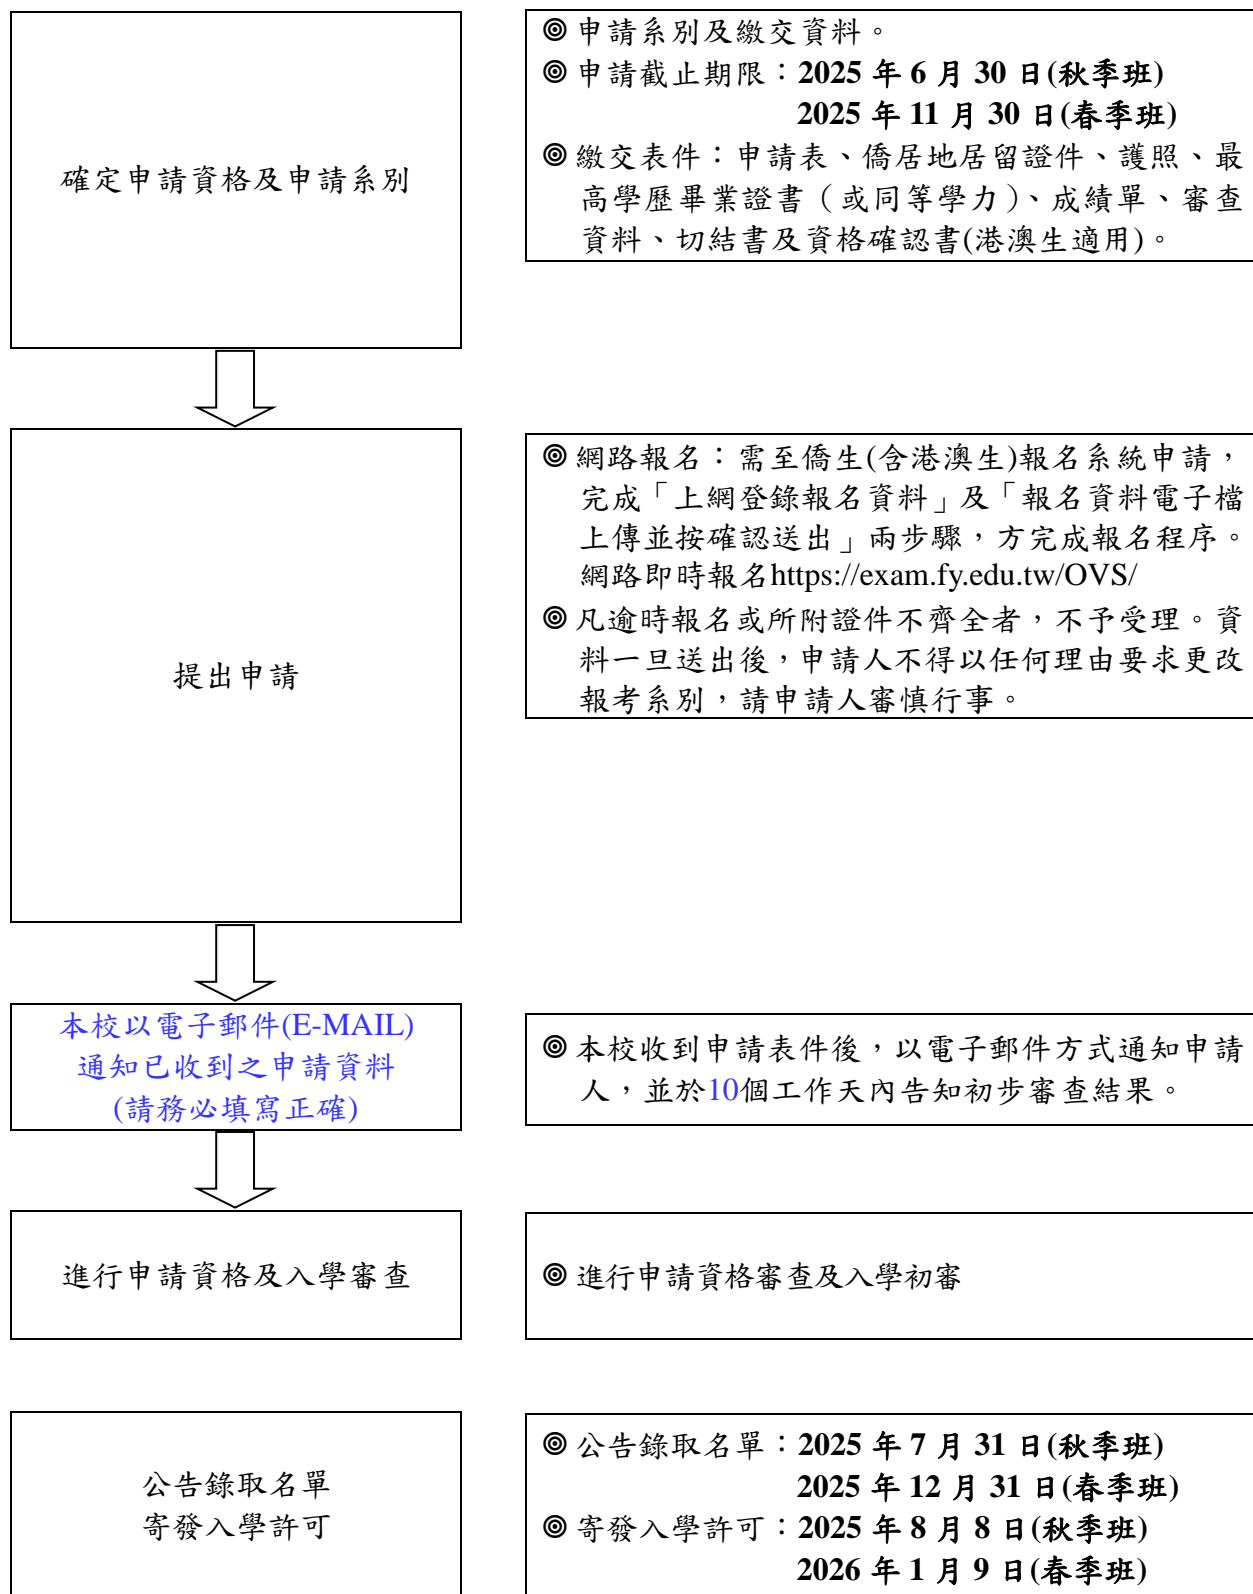 確定申請資格及申請系別
◎申請系別及繳交資料。
◎申請截止期限：2025 年 6 月 30 日(秋季班)
2025 年 11 月 30 日(春季班)
◎繳交表件：申請表、僑居地居留證件、護照、最
高學歷畢業證書（或同等學力）、成績單、審查
資料、切結書及資格確認書(港澳生適用)。
提出申請
◎網路報名：需至僑生(含港澳生)報名系統申請，
完成「上網登錄報名資料」及「報名資料電子檔
上傳並按確認送出」兩步驟，方完成報名程序。
網路即時報名https://exam.fy.edu.tw/OVS/
◎凡逾時報名或所附證件不齊全者，不予受理。資
料一旦送出後，申請人不得以任何理由要求更改
報考系別，請申請人審慎行事。
本校以電子郵件(E-MAIL)
通知已收到之申請資料
(請務必填寫正確)
◎本校收到申請表件後，以電子郵件方式通知申請
人，並於10個工作天內告知初步審查結果。
進行申請資格及入學審查
◎進行申請資格審查及入學初審
公告錄取名單
寄發入學許可
◎公告錄取名單：2025 年 7 月 31 日(秋季班)
2025 年 12 月 31 日(春季班)
◎寄發入學許可：2025 年 8 月 8 日(秋季班)
2026 年 1 月 9 日(春季班)